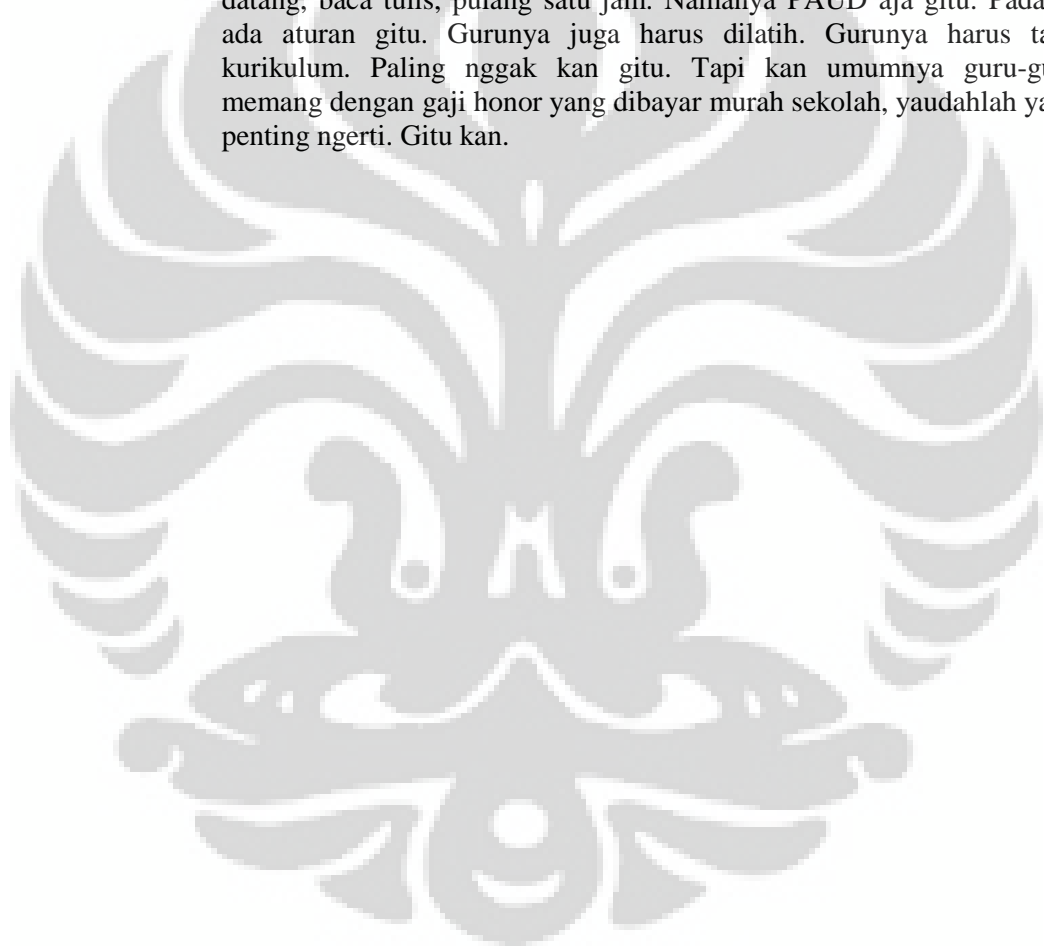 datang, baca tulis, pulang satu jam. Namanya PAUD aja gitu.
ada aturan gitu. Gurunya juga harus dilatih. Gurunya harus
kurikulum. Paling nggak kan gitu. Tapi kan umumnya
memang dengan gaji honor yang dibayar murah sekolah, yaudahlah
penting ngerti. Gitu kan.